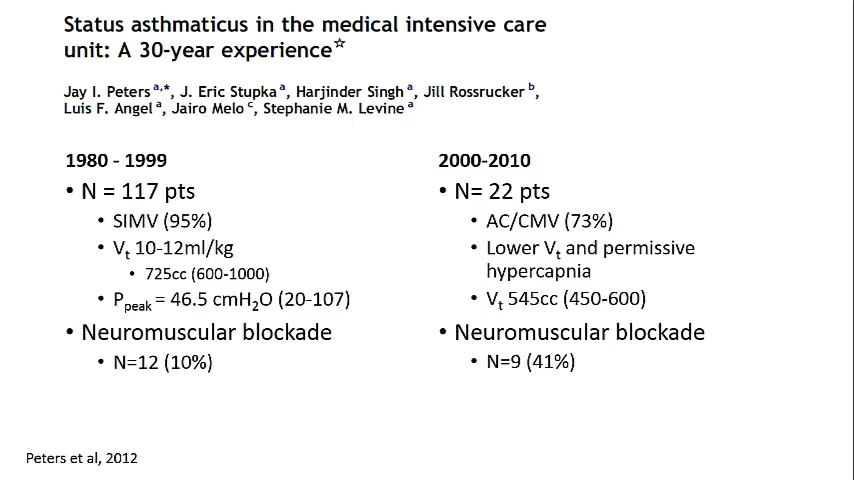 Status asthmaticus in the medical intensive care
unit: A 30-year experience☆
Jay I. Peters a,*, J. Eric Stupka a, Harjinder Singh a, Jill Rossrucker b,
Luis F. Angel a, Jairo Melo c, Stephanie M. Levine a
1980 - 1999
• N = 117 pts
• SIMV (95%)
• Vt 10-12ml/kg
• 725cc (600-1000)
• Ppeak = 46.5 cmH2O (20-107)
• Neuromuscular blockade
• N=12 (10%)
2000-2010
• N= 22 pts
• AC/CMV (73%)
• Lower Vt and permissive
hypercapnia
• Vt 545cc (450-600)
• Neuromuscular blockade
• N=9 (41%)
Peters et al, 2012